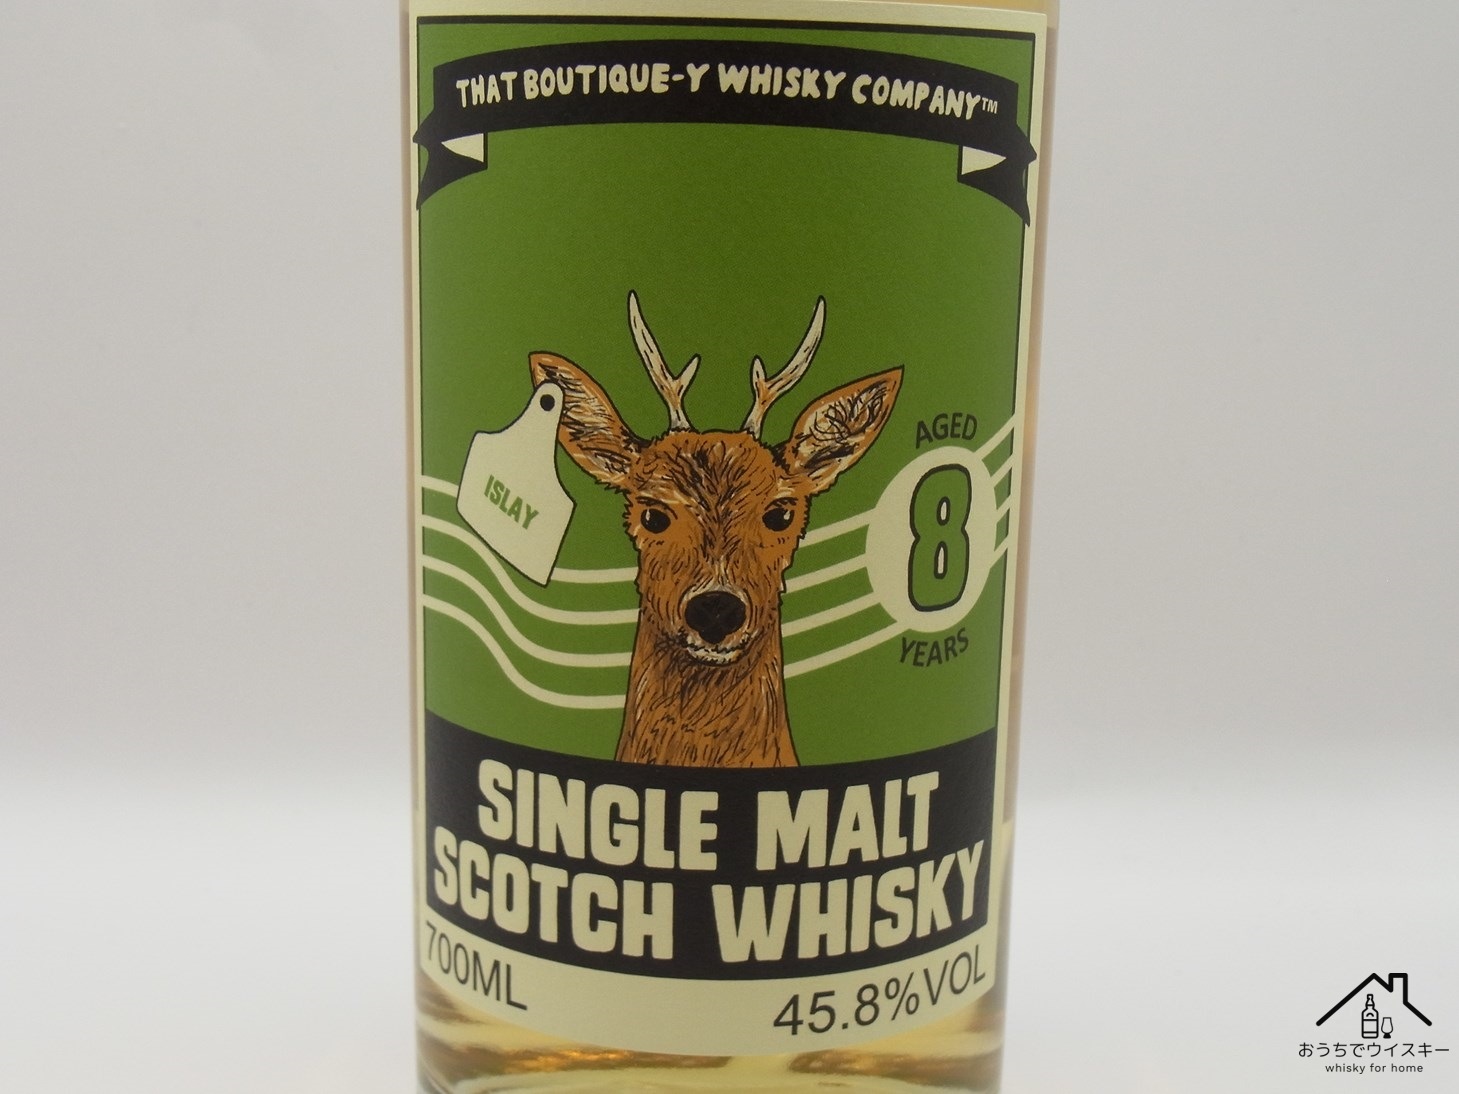 THAT BOUTIQUE-Y WHISKY COMPANY™
ISLAY
AGED
8
YEARS
SINGLE MALT
SCOTCH WHISKY
700ML
45.8%VOL
おうちでウイスキー
whisky for home